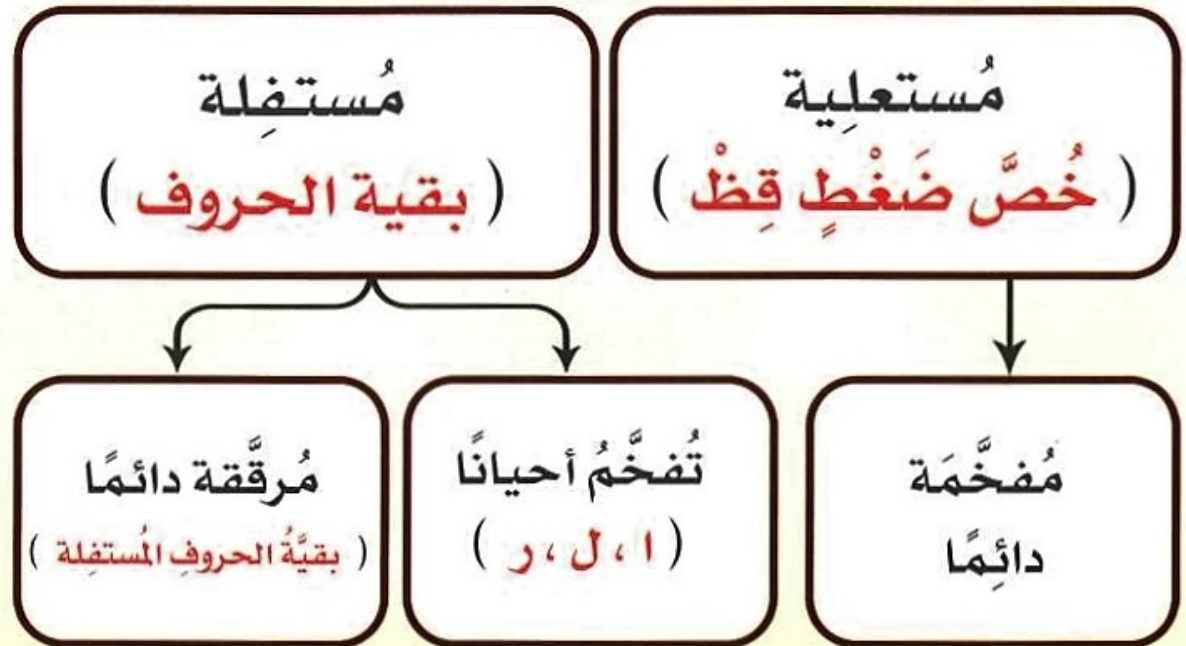 مُستعلِية
( خُصَّ ضَغْطٍ قِظْ )
مُستفِلة
( بقية الحروف )
مُفخَّمَة
دائِمًا
تُفخَّمُ أحيانًا
( ا ، ل ، ر )
مُرقَّقة دائمًا
( بقيَّةُ الحروفِ المُستفِلة )